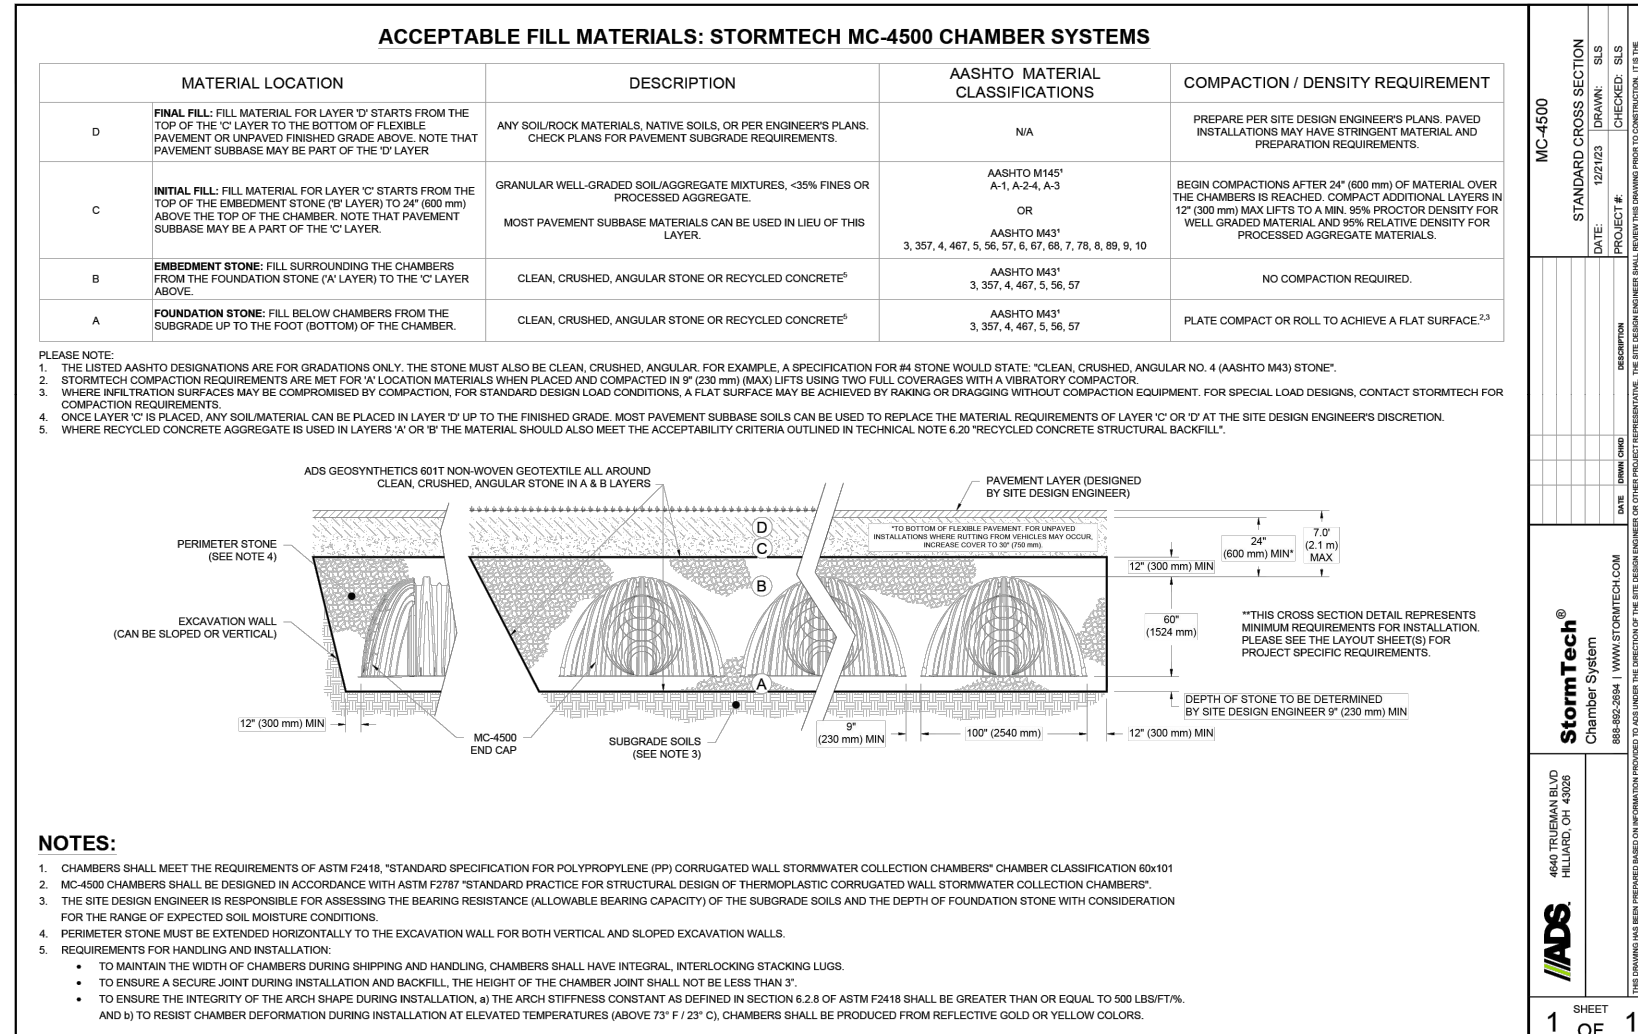 ACCEPTABLE FILL MATERIALS: STORMTECH MC-4500 CHAMBER SYSTEMS
MATERIAL LOCATION
DESCRIPTION
AASHTO MATERIAL
CLASSIFICATIONS
COMPACTION / DENSITY REQUIREMENT
D
FINAL FILL: FILL MATERIAL FOR LAYER 'D' STARTS FROM THE
TOP OF THE 'C' LAYER TO THE BOTTOM OF FLEXIBLE
PAVEMENT OR UNPAVED FINISHED GRADE ABOVE. NOTE THAT
PAVEMENT SUBBASE MAY BE PART OF THE 'D' LAYER
ANY SOIL/ROCK MATERIALS, NATIVE SOILS, OR PER ENGINEER'S PLANS.
CHECK PLANS FOR PAVEMENT SUBGRADE REQUIREMENTS.
N/A
PREPARE PER SITE DESIGN ENGINEER'S PLANS. PAVED
INSTALLATIONS MAY HAVE STRINGENT MATERIAL AND
PREPARATION REQUIREMENTS.
C
INITIAL FILL: FILL MATERIAL FOR LAYER 'C' STARTS FROM THE
TOP OF THE EMBEDMENT STONE ('B' LAYER) TO 24" (600 mm)
ABOVE THE TOP OF THE CHAMBER. NOTE THAT PAVEMENT
SUBBASE MAY BE A PART OF THE 'C' LAYER.
GRANULAR WELL-GRADED SOIL/AGGREGATE MIXTURES, <35% FINES OR
PROCESSED AGGREGATE.
MOST PAVEMENT SUBBASE MATERIALS CAN BE USED IN LIEU OF THIS
LAYER.
AASHTO M145¹
A-1, A-2-4, A-3
OR
AASHTO M43¹
3, 357, 4, 467, 5, 56, 57, 6, 67, 68, 7, 78, 8, 89, 9, 10
BEGIN COMPACTIONS AFTER 24" (600 mm) OF MATERIAL OVER
THE CHAMBERS IS REACHED. COMPACT ADDITIONAL LAYERS IN
12" (300 mm) MAX LIFTS TO A MIN. 95% PROCTOR DENSITY FOR
WELL GRADED MATERIAL AND 95% RELATIVE DENSITY FOR
PROCESSED AGGREGATE MATERIALS.
B
EMBEDMENT STONE: FILL SURROUNDING THE CHAMBERS
FROM THE FOUNDATION STONE ('A' LAYER) TO THE 'C' LAYER
ABOVE.
CLEAN, CRUSHED, ANGULAR STONE OR RECYCLED CONCRETE⁵
AASHTO M43¹
3, 357, 4, 467, 5, 56, 57
NO COMPACTION REQUIRED.
A
FOUNDATION STONE: FILL BELOW CHAMBERS FROM THE
SUBGRADE UP TO THE FOOT (BOTTOM) OF THE CHAMBER.
CLEAN, CRUSHED, ANGULAR STONE OR RECYCLED CONCRETE⁵
AASHTO M43¹
3, 357, 4, 467, 5, 56, 57
PLATE COMPACT OR ROLL TO ACHIEVE A FLAT SURFACE.²,³
PLEASE NOTE:
1. THE LISTED AASHTO DESIGNATIONS ARE FOR GRADATIONS ONLY. THE STONE MUST ALSO BE CLEAN, CRUSHED, ANGULAR. FOR EXAMPLE, A SPECIFICATION FOR #4 STONE WOULD STATE: "CLEAN, CRUSHED, ANGULAR NO. 4 (AASHTO M43) STONE".
2. STORMTECH COMPACTION REQUIREMENTS ARE MET FOR 'A' LOCATION MATERIALS WHEN PLACED AND COMPACTED IN 9" (230 mm) (MAX) LIFTS USING TWO FULL COVERAGES WITH A VIBRATORY COMPACTOR.
3. WHERE INFILTRATION SURFACES MAY BE COMPROMISED BY COMPACTION, FOR STANDARD DESIGN LOAD CONDITIONS, A FLAT SURFACE MAY BE ACHIEVED BY RAKING OR DRAGGING WITHOUT COMPACTION EQUIPMENT. FOR SPECIAL LOAD DESIGNS, CONTACT STORMTECH FOR
COMPACTION REQUIREMENTS.
4. ONCE LAYER 'C' IS PLACED, ANY SOIL/MATERIAL CAN BE PLACED IN LAYER 'D' UP TO THE FINISHED GRADE. MOST PAVEMENT SUBBASE SOILS CAN BE USED TO REPLACE THE MATERIAL REQUIREMENTS OF LAYER 'C' OR 'D' AT THE SITE DESIGN ENGINEER'S DISCRETION.
5. WHERE RECYCLED CONCRETE AGGREGATE IS USED IN LAYERS 'A' OR 'B' THE MATERIAL SHOULD ALSO MEET THE ACCEPTABILITY CRITERIA OUTLINED IN TECHNICAL NOTE 6.20 "RECYCLED CONCRETE STRUCTURAL BACKFILL".
ADS GEOSYNTHETICS 601T NON-WOVEN GEOTEXTILE ALL AROUND
CLEAN, CRUSHED, ANGULAR STONE IN A & B LAYERS
PAVEMENT LAYER (DESIGNED
BY SITE DESIGN ENGINEER)
PERIMETER STONE
(SEE NOTE 4)
EXCAVATION WALL
(CAN BE SLOPED OR VERTICAL)
D
C
B
A
*TO BOTTOM OF FLEXIBLE PAVEMENT. FOR UNPAVED
INSTALLATIONS WHERE RUTTING FROM VEHICLES MAY OCCUR,
INCREASE COVER TO 30" (750 mm).
24"
(600 mm) MIN*
7.0'
(2.1 m)
MAX
12" (300 mm) MIN
60"
(1524 mm)
**THIS CROSS SECTION DETAIL REPRESENTS
MINIMUM REQUIREMENTS FOR INSTALLATION.
PLEASE SEE THE LAYOUT SHEET(S) FOR
PROJECT SPECIFIC REQUIREMENTS.
DEPTH OF STONE TO BE DETERMINED
BY SITE DESIGN ENGINEER 9" (230 mm) MIN
12" (300 mm) MIN
MC-4500
END CAP
SUBGRADE SOILS
(SEE NOTE 3)
9"
(230 mm) MIN
100" (2540 mm)
12" (300 mm) MIN
NOTES:
1. CHAMBERS SHALL MEET THE REQUIREMENTS OF ASTM F2418, "STANDARD SPECIFICATION FOR POLYPROPYLENE (PP) CORRUGATED WALL STORMWATER COLLECTION CHAMBERS" CHAMBER CLASSIFICATION 60x101
2. MC-4500 CHAMBERS SHALL BE DESIGNED IN ACCORDANCE WITH ASTM F2787 "STANDARD PRACTICE FOR STRUCTURAL DESIGN OF THERMOPLASTIC CORRUGATED WALL STORMWATER COLLECTION CHAMBERS".
3. THE SITE DESIGN ENGINEER IS RESPONSIBLE FOR ASSESSING THE BEARING RESISTANCE (ALLOWABLE BEARING CAPACITY) OF THE SUBGRADE SOILS AND THE DEPTH OF FOUNDATION STONE WITH CONSIDERATION
FOR THE RANGE OF EXPECTED SOIL MOISTURE CONDITIONS.
4. PERIMETER STONE MUST BE EXTENDED HORIZONTALLY TO THE EXCAVATION WALL FOR BOTH VERTICAL AND SLOPED EXCAVATION WALLS.
5. REQUIREMENTS FOR HANDLING AND INSTALLATION:
• TO MAINTAIN THE WIDTH OF CHAMBERS DURING SHIPPING AND HANDLING, CHAMBERS SHALL HAVE INTEGRAL, INTERLOCKING STACKING LUGS.
• TO ENSURE A SECURE JOINT DURING INSTALLATION AND BACKFILL, THE HEIGHT OF THE CHAMBER JOINT SHALL NOT BE LESS THAN 3".
• TO ENSURE THE INTEGRITY OF THE ARCH SHAPE DURING INSTALLATION, a) THE ARCH STIFFNESS CONSTANT AS DEFINED IN SECTION 6.2.8 OF ASTM F2418 SHALL BE GREATER THAN OR EQUAL TO 500 LBS/FT/%.
AND b) TO RESIST CHAMBER DEFORMATION DURING INSTALLATION AT ELEVATED TEMPERATURES (ABOVE 73° F / 23° C), CHAMBERS SHALL BE PRODUCED FROM REFLECTIVE GOLD OR YELLOW COLORS.
MC-4500
STANDARD CROSS SECTION
DATE: 12/21/23 DRAWN: SLS
PROJECT #: CHECKED: SLS
DATE DRWN CHKD DESCRIPTION
StormTech®
Chamber System
888-892-2694 | WWW.STORMTECH.COM
4640 TRUEMAN BLVD
HILLIARD, OH 43026
ADS
THIS DRAWING HAS BEEN PREPARED BASED ON INFORMATION PROVIDED TO ADS UNDER THE DIRECTION OF THE SITE DESIGN ENGINEER OR OTHER PROJECT REPRESENTATIVE. THE SITE DESIGN ENGINEER SHALL REVIEW THIS DRAWING PRIOR TO CONSTRUCTION. IT IS THE
SHEET
1 OF 1